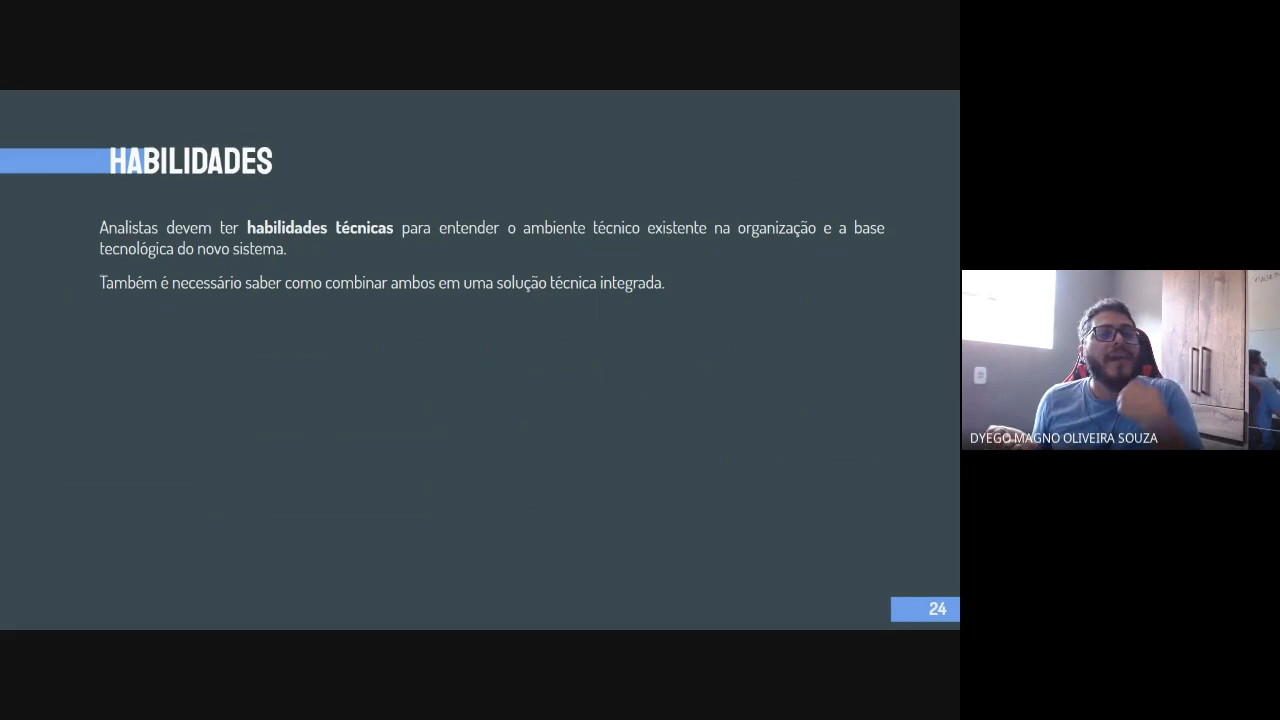 HABILIDADES
Analistas devem ter habilidades técnicas para entender o ambiente técnico existente na organização e a base
tecnológica do novo sistema.
Também é necessário saber como combinar ambos em uma solução técnica integrada.
24
DYEGO MAGNO OLIVEIRA SOUZA